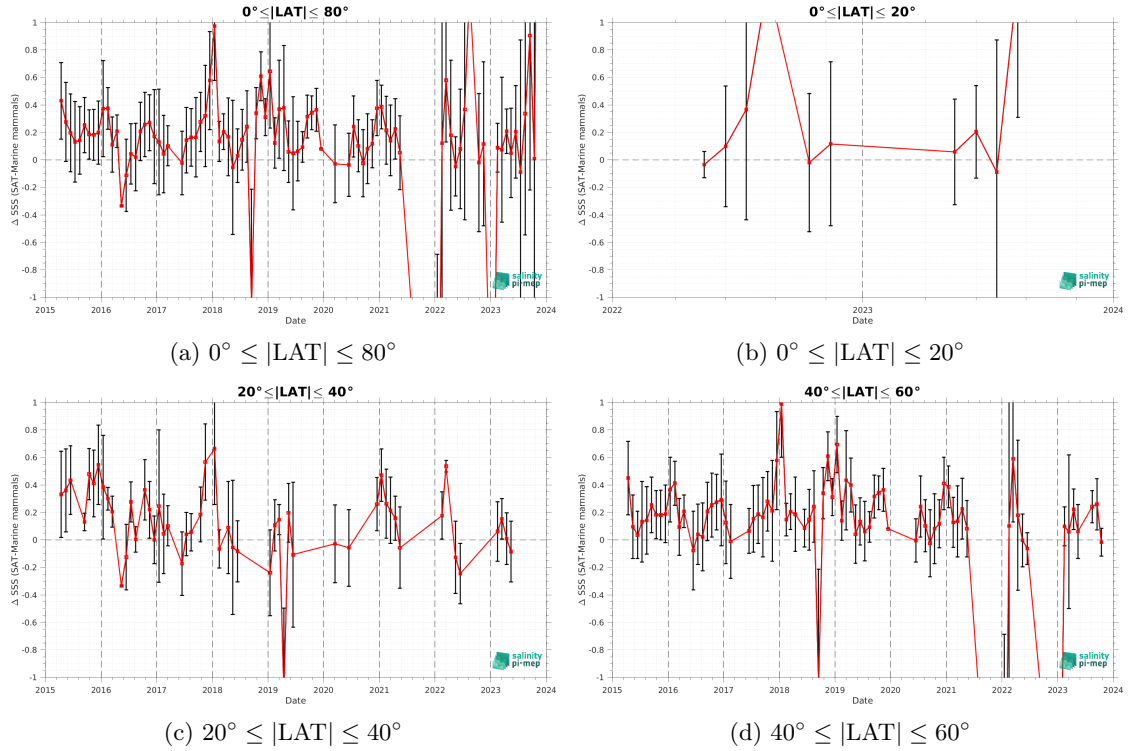 0°≤|LAT|≤ 80°
Δ SSS (SAT-Marine mammals)
1
0.8
0.6
0.4
0.2
0
-0.2
-0.4
-0.6
-0.8
-1
2015 2016 2017 2018 2019 2020 2021 2022 2023 2024
Date
salinity
pi-mep
(a) 0° ≤ |LAT| ≤ 80°
0°≤|LAT|≤ 20°
Δ SSS (SAT-Marine mammals)
1
0.8
0.6
0.4
0.2
0
-0.2
-0.4
-0.6
-0.8
-1
2022 2023 2024
Date
salinity
pi-mep
(b) 0° ≤ |LAT| ≤ 20°
20°≤|LAT|≤ 40°
Δ SSS (SAT-Marine mammals)
1
0.8
0.6
0.4
0.2
0
-0.2
-0.4
-0.6
-0.8
-1
2015 2016 2017 2018 2019 2020 2021 2022 2023 2024
Date
salinity
pi-mep
(c) 20° ≤ |LAT| ≤ 40°
40°≤|LAT|≤ 60°
Δ SSS (SAT-Marine mammals)
1
0.8
0.6
0.4
0.2
0
-0.2
-0.4
-0.6
-0.8
-1
2015 2016 2017 2018 2019 2020 2021 2022 2023 2024
Date
salinity
pi-mep
(d) 40° ≤ |LAT| ≤ 60°